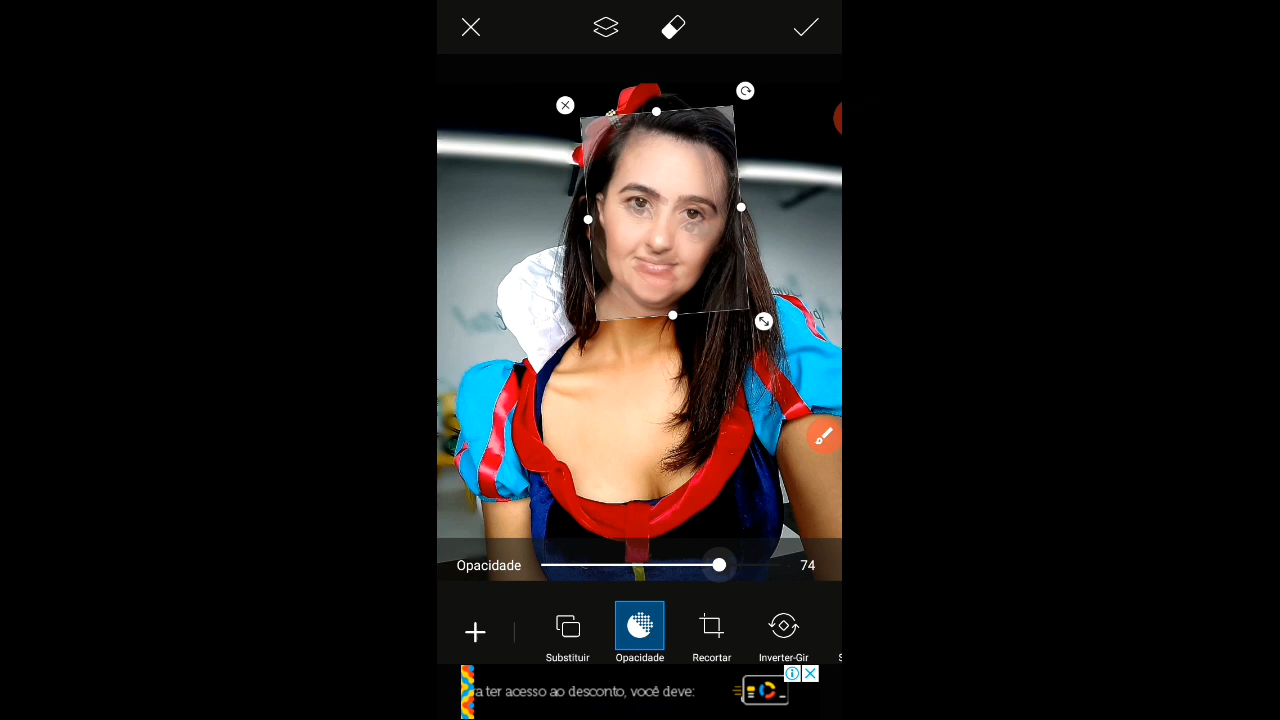 Opacidade
74
Substituir
Opacidade
Recortar
Inverter-Gir
S
a ter acesso ao desconto, você deve: